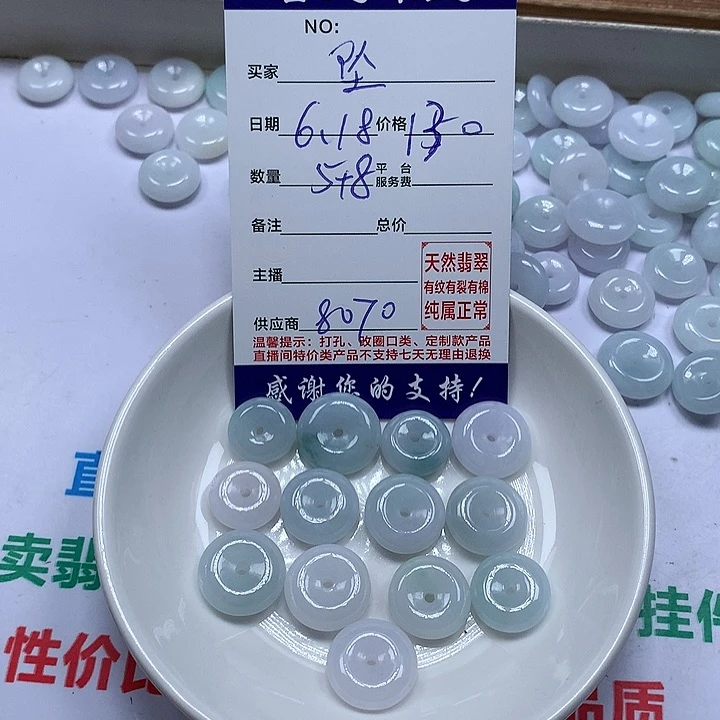 NO:
买家 坠
日期 6.18 价格 130
数量 5+8 平台服务费
备注 总价
主播
天然翡翠
有纹有裂有棉
纯属正常
供应商 8070
温馨提示：打孔、改圈口类、定制款产品
直播间特价类产品不支持七天无理由退换
感谢您的支持！
直
卖翡
挂件
性价比
品质